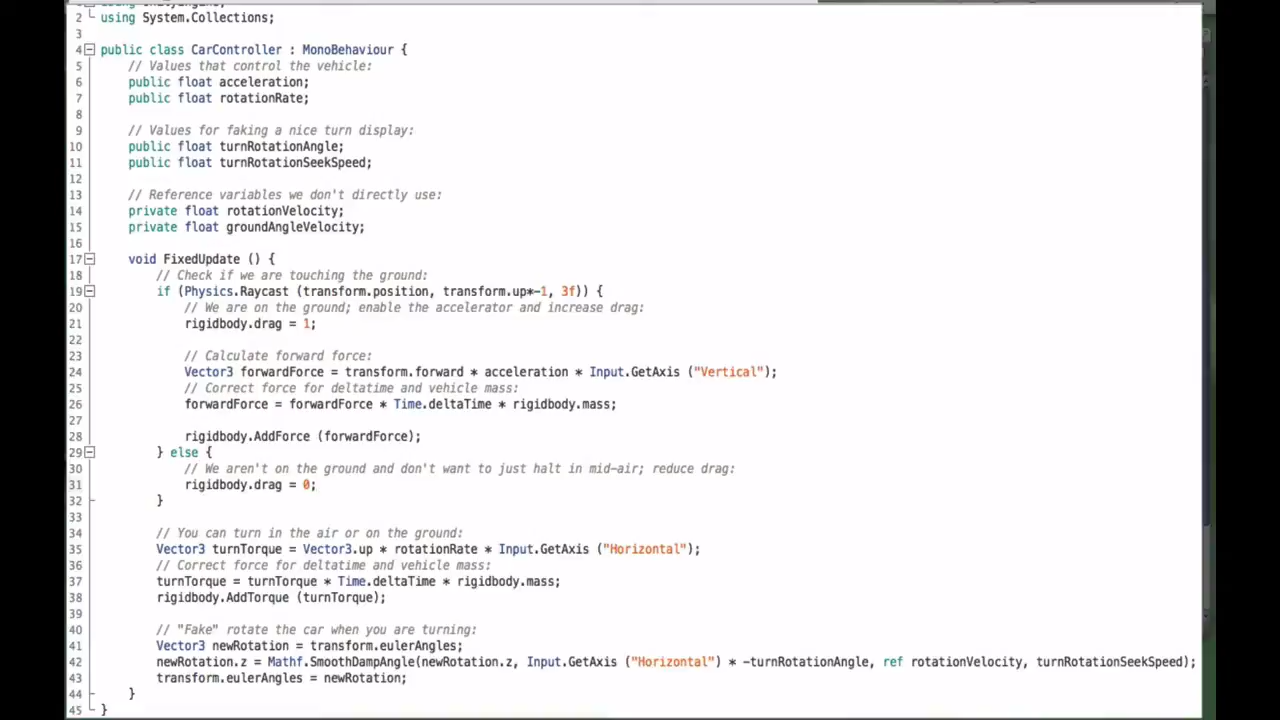 2 using System.Collections;
3
4 public class CarController : MonoBehaviour {
5 // Values that control the vehicle:
6 public float acceleration;
7 public float rotationRate;
8
9 // Values for faking a nice turn display:
10 public float turnRotationAngle;
11 public float turnRotationSeekSpeed;
12
13 // Reference variables we don't directly use:
14 private float rotationVelocity;
15 private float groundAngleVelocity;
16
17 void FixedUpdate () {
18 // Check if we are touching the ground:
19 if (Physics.Raycast (transform.position, transform.up*-1, 3f)) {
20 // We are on the ground; enable the accelerator and increase drag:
21 rigidbody.drag = 1;
22
23 // Calculate forward force:
24 Vector3 forwardForce = transform.forward * acceleration * Input.GetAxis ("Vertical");
25 // Correct force for deltatime and vehicle mass:
26 forwardForce = forwardForce * Time.deltaTime * rigidbody.mass;
27
28 rigidbody.AddForce (forwardForce);
29 } else {
30 // We aren't on the ground and don't want to just halt in mid-air; reduce drag:
31 rigidbody.drag = 0;
32 }
33
34 // You can turn in the air or on the ground:
35 Vector3 turnTorque = Vector3.up * rotationRate * Input.GetAxis ("Horizontal");
36 // Correct force for deltatime and vehicle mass:
37 turnTorque = turnTorque * Time.deltaTime * rigidbody.mass;
38 rigidbody.AddTorque (turnTorque);
39
40 // "Fake" rotate the car when you are turning:
41 Vector3 newRotation = transform.eulerAngles;
42 newRotation.z = Mathf.SmoothDampAngle(newRotation.z, Input.GetAxis ("Horizontal") * -turnRotationAngle, ref rotationVelocity, turnRotationSeekSpeed);
43 transform.eulerAngles = newRotation;
44 }
45 }